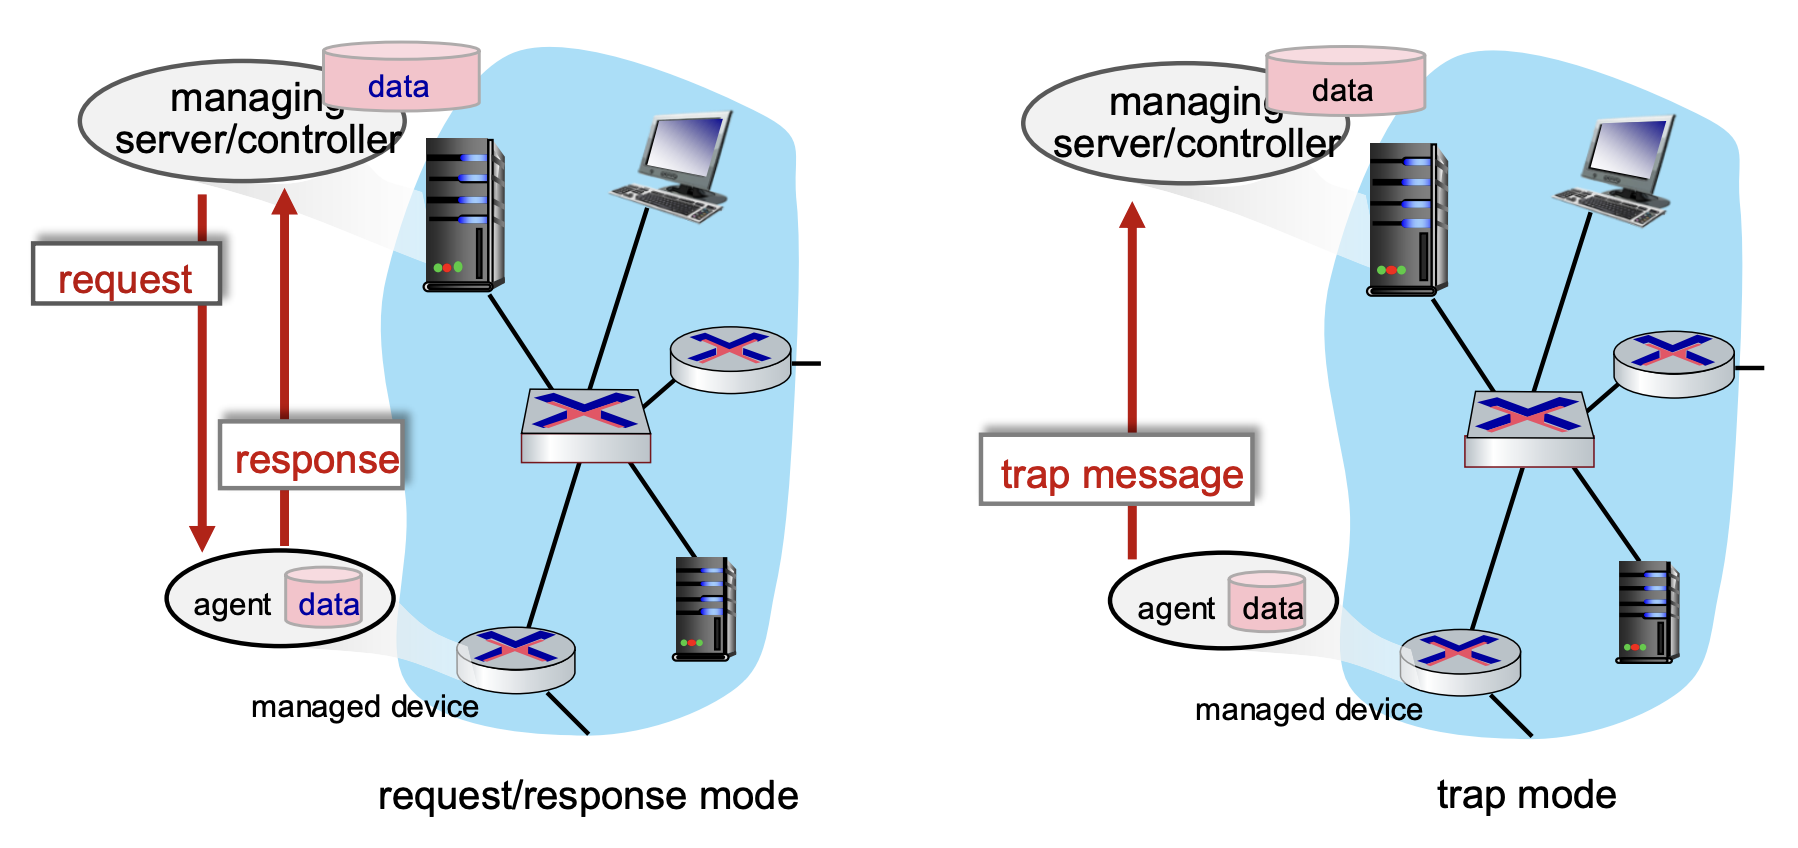 data
managing
server/controller
request
response
agent
data
managed device
request/response mode
data
managing
server/controller
trap message
agent
data
managed device
trap mode